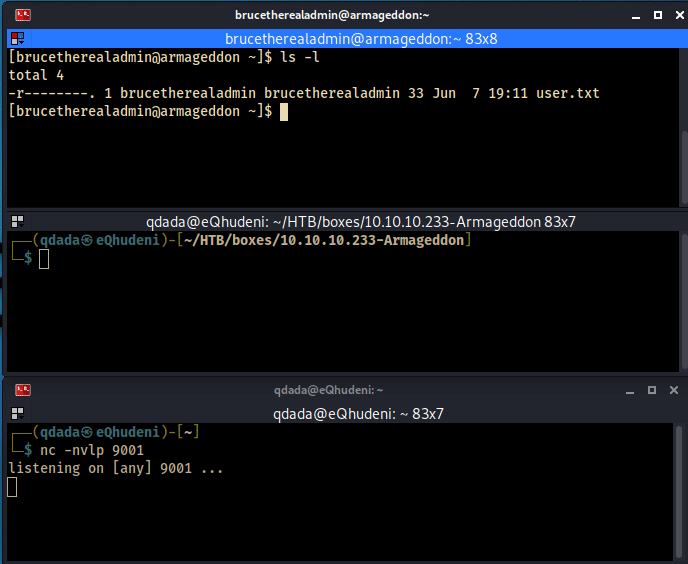 brucetherealadmin@armageddon:~
brucetherealadmin@armageddon:~ 83x8
[brucetherealadmin@armageddon ~]$ ls -l
total 4
-r--------. 1 brucetherealadmin brucetherealadmin 33 Jun  7 19:11 user.txt
[brucetherealadmin@armageddon ~]$
qdada@eQhudeni: ~/HTB/boxes/10.10.10.233-Armageddon 83x7
┌──(qdada㉿eQhudeni)-[~/HTB/boxes/10.10.10.233-Armageddon]
└─$
qdada@eQhudeni: ~
qdada@eQhudeni: ~ 83x7
┌──(qdada㉿eQhudeni)-[~]
└─$ nc -nvlp 9001
listening on [any] 9001 ...